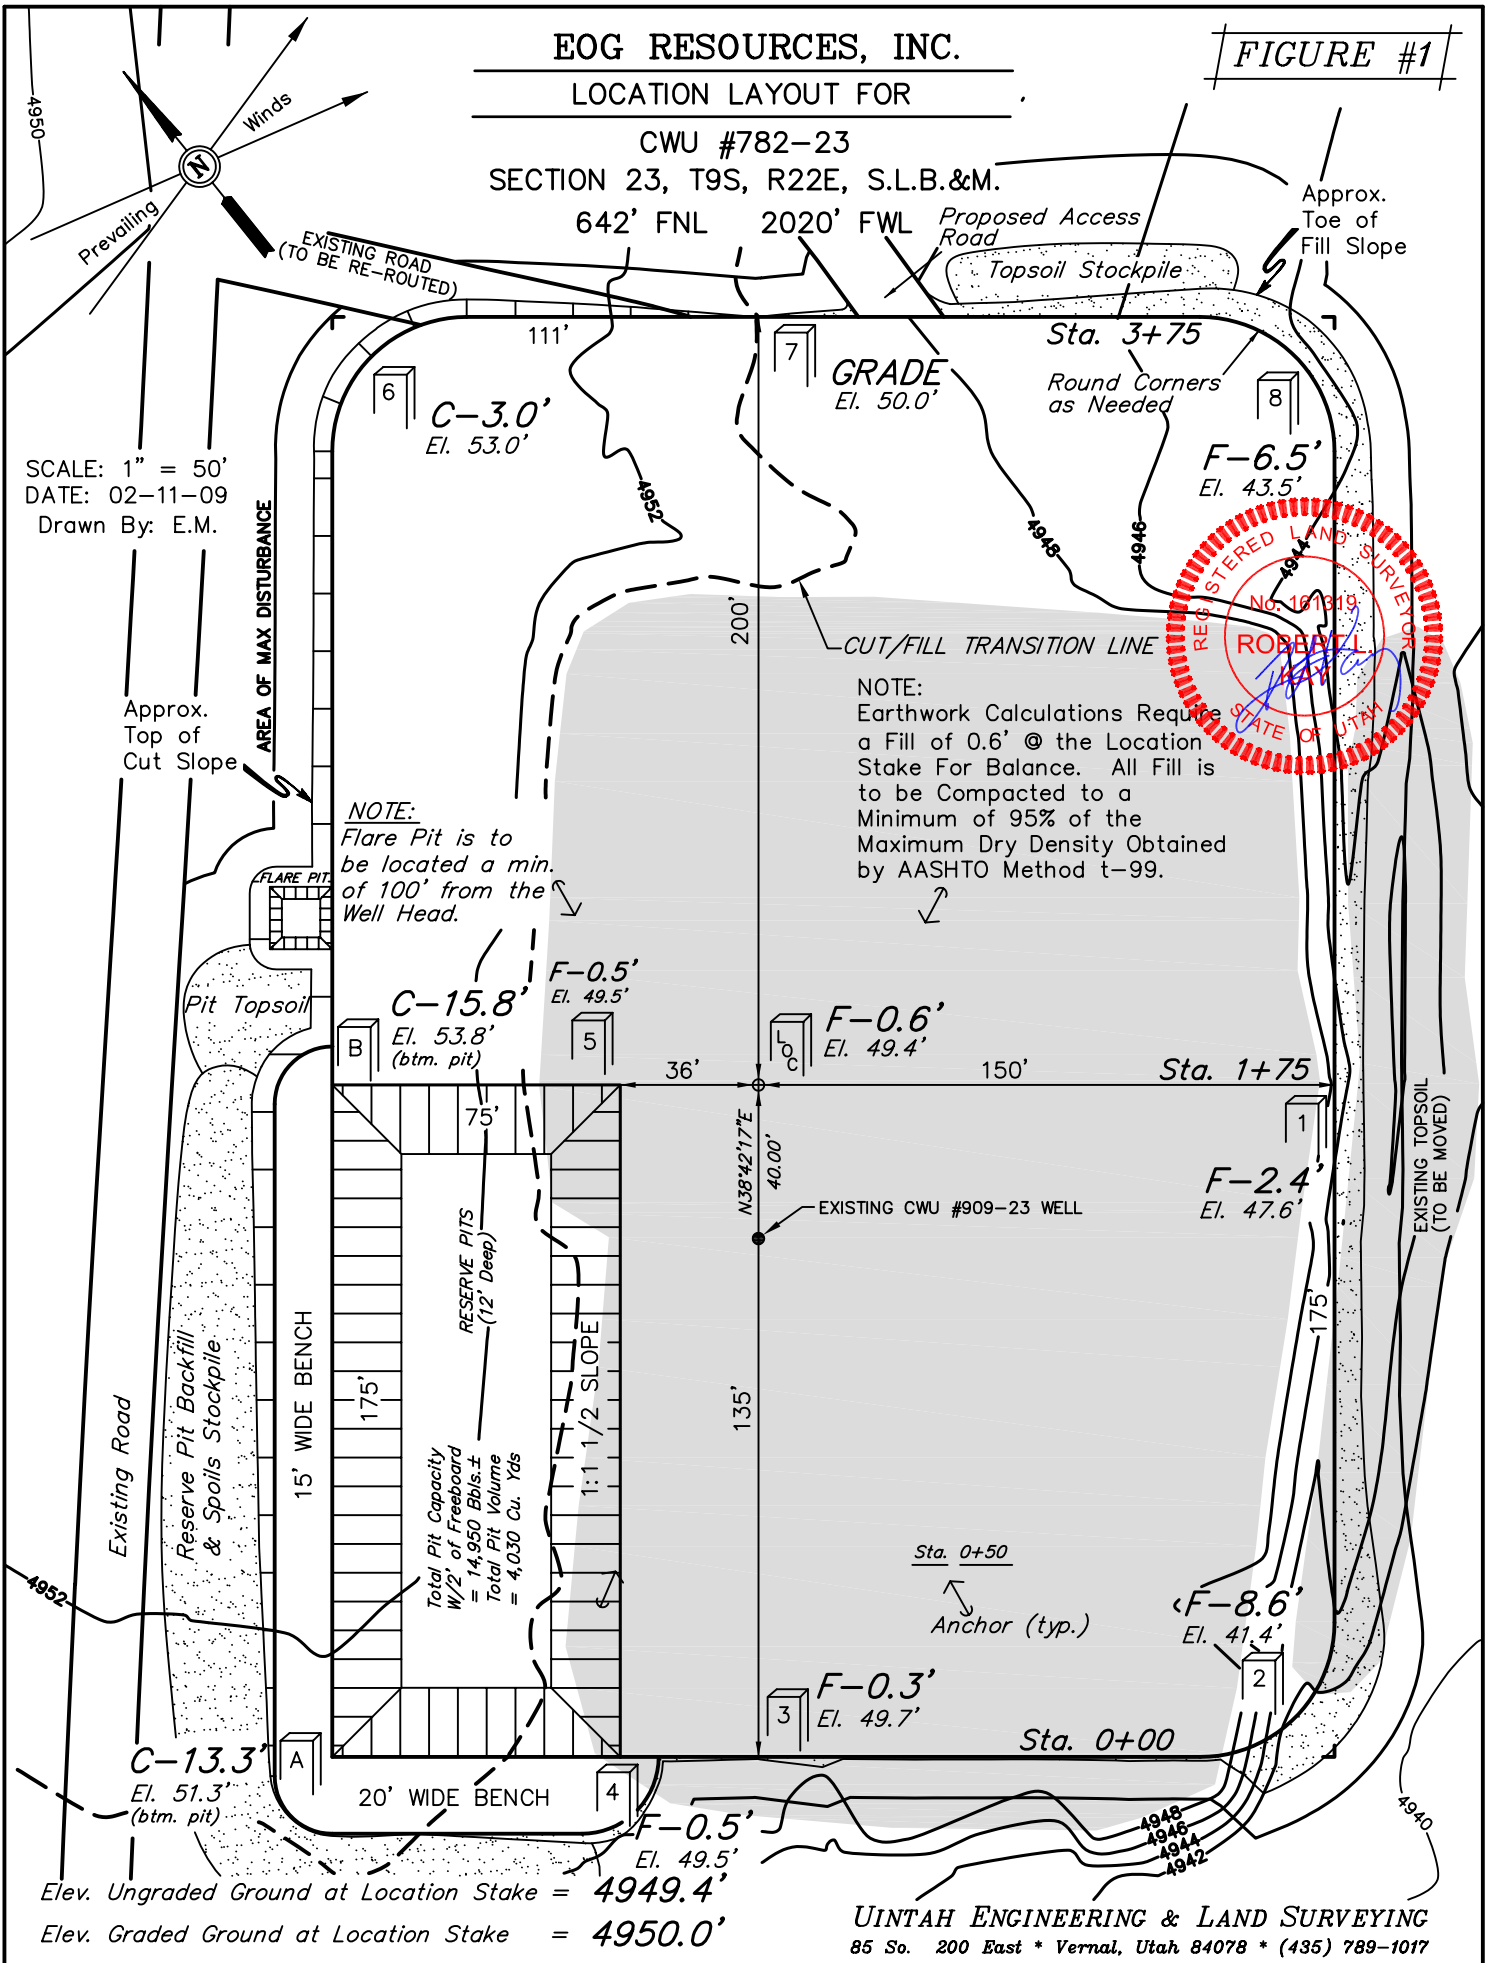 EOG RESOURCES, INC.
FIGURE #1
LOCATION LAYOUT FOR
CWU #782-23
SECTION 23, T9S, R22E, S.L.B.&M.
642' FNL 2020' FWL
4950
Winds
N
Prevailing
EXISTING ROAD
(TO BE RE-ROUTED)
Proposed Access
Road
Topsoil Stockpile
Approx.
Toe of
Fill Slope
111'
7
Sta. 3+75
GRADE
El. 50.0'
Round Corners
as Needed
6
C-3.0'
El. 53.0'
8
F-6.5'
El. 43.5'
SCALE: 1" = 50'
DATE: 02-11-09
Drawn By: E.M.
AREA OF MAX DISTURBANCE
4952
4948
4946
4944
REGISTERED LAND SURVEYOR
No. 161319
ROBERT L.
KAY
STATE OF UTAH
200'
CUT/FILL TRANSITION LINE
NOTE:
Earthwork Calculations Require
a Fill of 0.6' @ the Location
Stake For Balance. All Fill is
to be Compacted to a
Minimum of 95% of the
Maximum Dry Density Obtained
by AASHTO Method t-99.
Approx.
Top of
Cut Slope
NOTE:
Flare Pit is to
be located a min.
of 100' from the
Well Head.
FLARE PIT
Pit Topsoil
C-15.8'
El. 53.8'
(btm. pit)
B
F-0.5'
El. 49.5'
5
LOC
F-0.6'
El. 49.4'
36'
150'
Sta. 1+75
75'
1
F-2.4'
El. 47.6'
EXISTING TOPSOIL
(TO BE MOVED)
N38°42'17"E
40.00'
EXISTING CWU #909-23 WELL
RESERVE PITS
(12' Deep)
175'
175'
135'
1:1 1/2 SLOPE
15' WIDE BENCH
Reserve Pit Backfill
& Spoils Stockpile
Existing Road
Total Pit Capacity
W/2' of Freeboard
= 14,950 Bbls.±
Total Pit Volume
= 4,030 Cu. Yds
4952
Sta. 0+50
Anchor (typ.)
F-8.6'
El. 41.4'
2
3
F-0.3'
El. 49.7'
Sta. 0+00
C-13.3'
El. 51.3'
(btm. pit)
A
20' WIDE BENCH
4
F-0.5'
El. 49.5'
4948
4946
4944
4942
4940
Elev. Ungraded Ground at Location Stake = 4949.4'
Elev. Graded Ground at Location Stake = 4950.0'
UINTAH ENGINEERING & LAND SURVEYING
85 So. 200 East * Vernal, Utah 84078 * (435) 789-1017